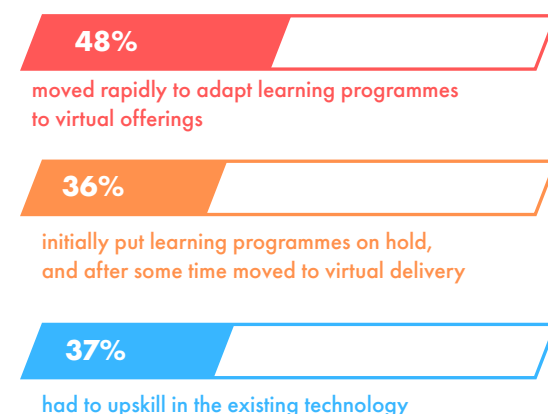 48%
moved rapidly to adapt learning programmes
to virtual offerings
36%
initially put learning programmes on hold,
and after some time moved to virtual delivery
37%
had to upskill in the existing technology